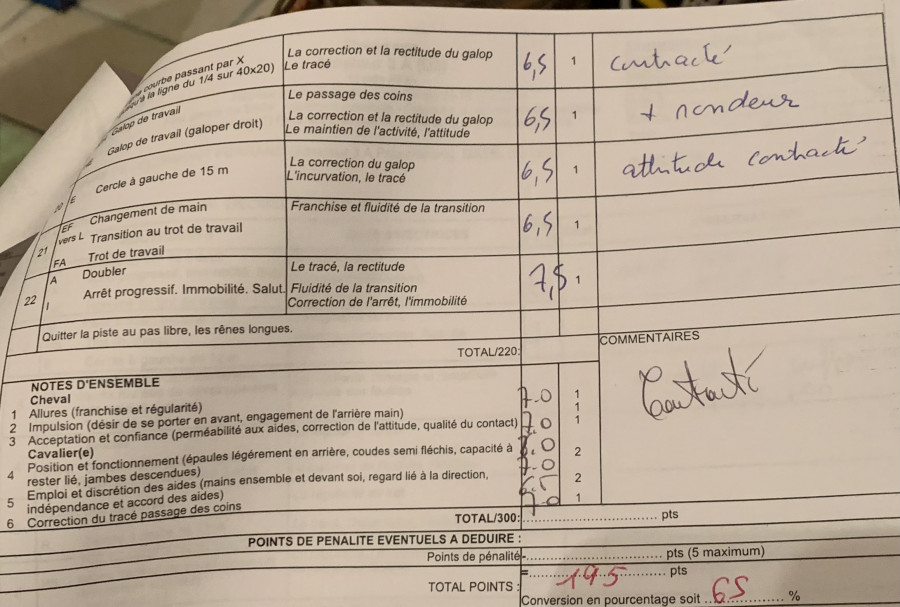 courbe passant par X
la ligne du 1/4 sur 40x20)
La correction et la rectitude du galop
Le tracé
6,5 1 contracté
Galop de travail
Galop de travail (galoper droit)
Le passage des coins
La correction et la rectitude du galop
Le maintien de l'activité, l'attitude
6,5 1 + rondeur
E Cercle à gauche de 15 m
La correction du galop
L'incurvation, le tracé
6,5 1 attitude contracté
21 EF vers L
Changement de main
Transition au trot de travail
FA Trot de travail
Franchise et fluidité de la transition
6,5 1
22 A Doubler
I Arrêt progressif. Immobilité. Salut.
Le tracé, la rectitude
Fluidité de la transition
Correction de l'arrêt, l'immobilité
7,5 1
Quitter la piste au pas libre, les rênes longues.
TOTAL/220:
COMMENTAIRES
Contracté
NOTES D'ENSEMBLE
Cheval
1 Allures (franchise et régularité) 7.0 1
2 Impulsion (désir de se porter en avant, engagement de l'arrière main) 7.0 1
3 Acceptation et confiance (perméabilité aux aides, correction de l'attitude, qualité du contact) 1
Cavalier(e)
4 Position et fonctionnement (épaules légérement en arrière, coudes semi fléchis, capacité à
rester lié, jambes descendues) 7.0 2
5 Emploi et discrétion des aides (mains ensemble et devant soi, regard lié à la direction,
indépendance et accord des aides) 2
6 Correction du tracé passage des coins 7.0 1
TOTAL/300: .................................. pts
POINTS DE PENALITE EVENTUELS A DEDUIRE :
Points de pénalité -.................................. pts (5 maximum)
TOTAL POINTS : =........195........ pts
Conversion en pourcentage soit ..65.......... %